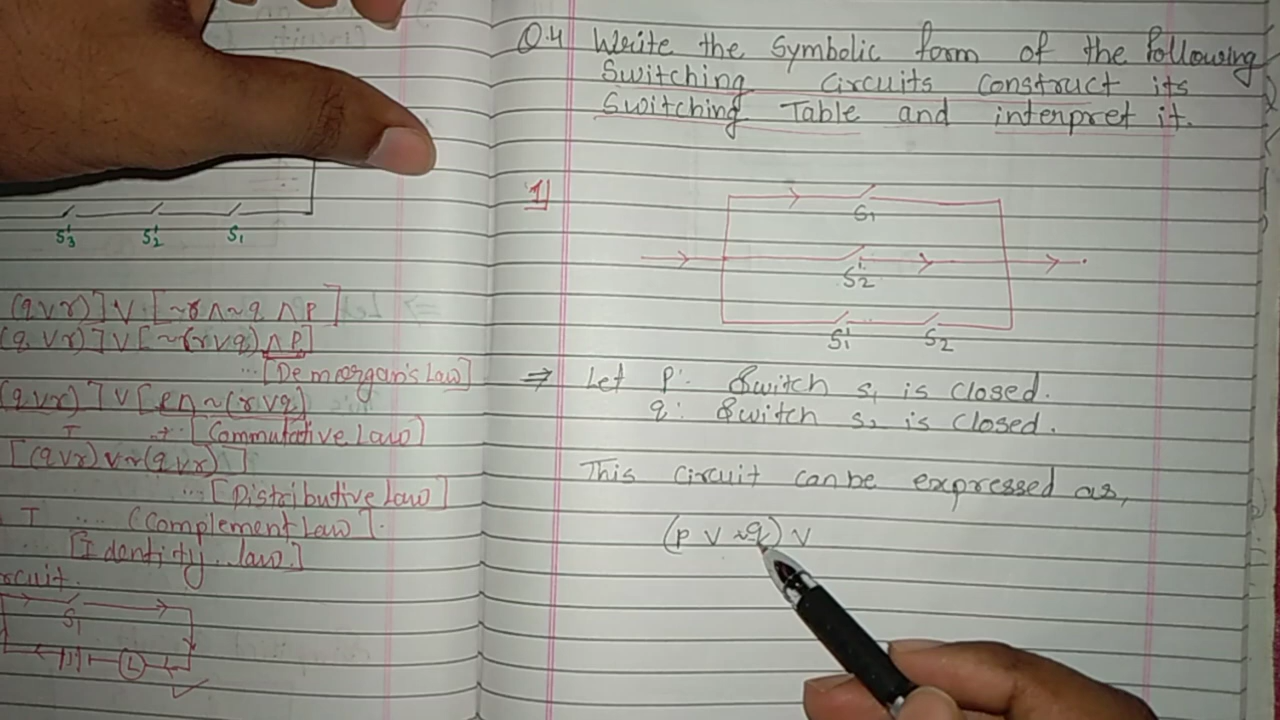 S₃' S₂' S₁
(q∨r)] ∨ [~r∧~q ∧P]
(q ∨r)] ∨ [~(r∨q) ∧P]
...[De morgan's Law]
(q∨r)] ∨ [P∧ ~(r∨q)]
[Commutative Law]
[(q∨r) ∨~(q∨r)]
...[Distributive Law]
T ... (Complement Law].
...[Identity law.]
S₁
L
Q.4 Write the Symbolic form of the following
Switching Circuits construct its
Switching Table and interpret it.
1]
S₁
S₂'
S₁' S₂
⇒ Let P: Switch S₁ is closed.
q: Switch S₂ is closed.
This circuit can be expressed as,
(p ∨ ~q) ∨